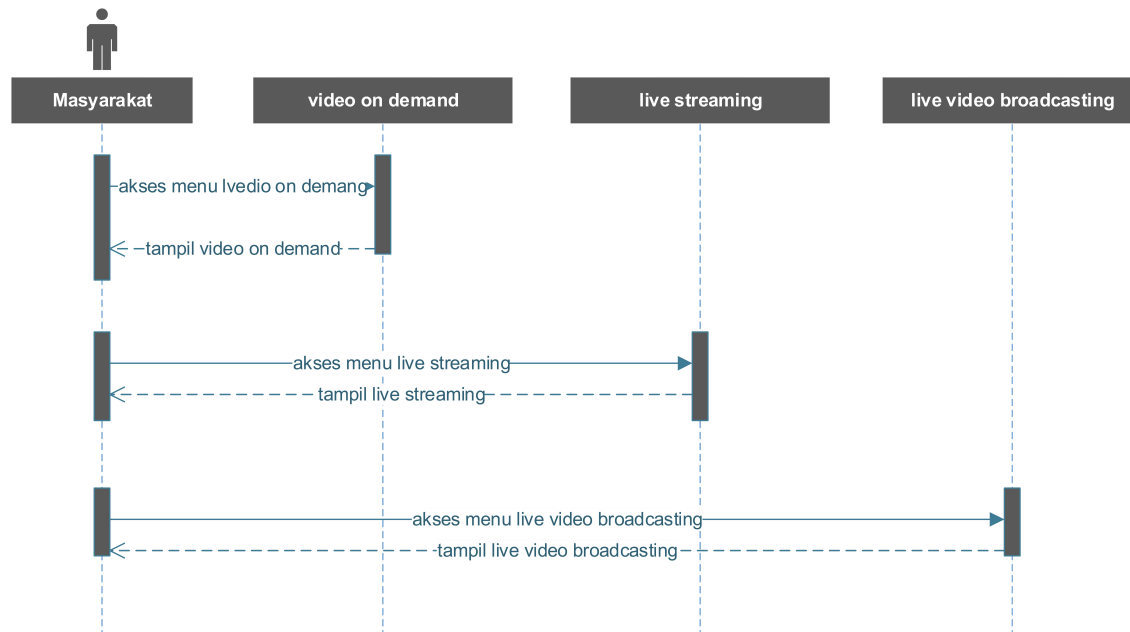 Masyarakat
video on demand
live streaming
live video broadcasting
akses menu lvedio on demang
tampil video on demand
akses menu live streaming
tampil live streaming
akses menu live video broadcasting
tampil live video broadcasting